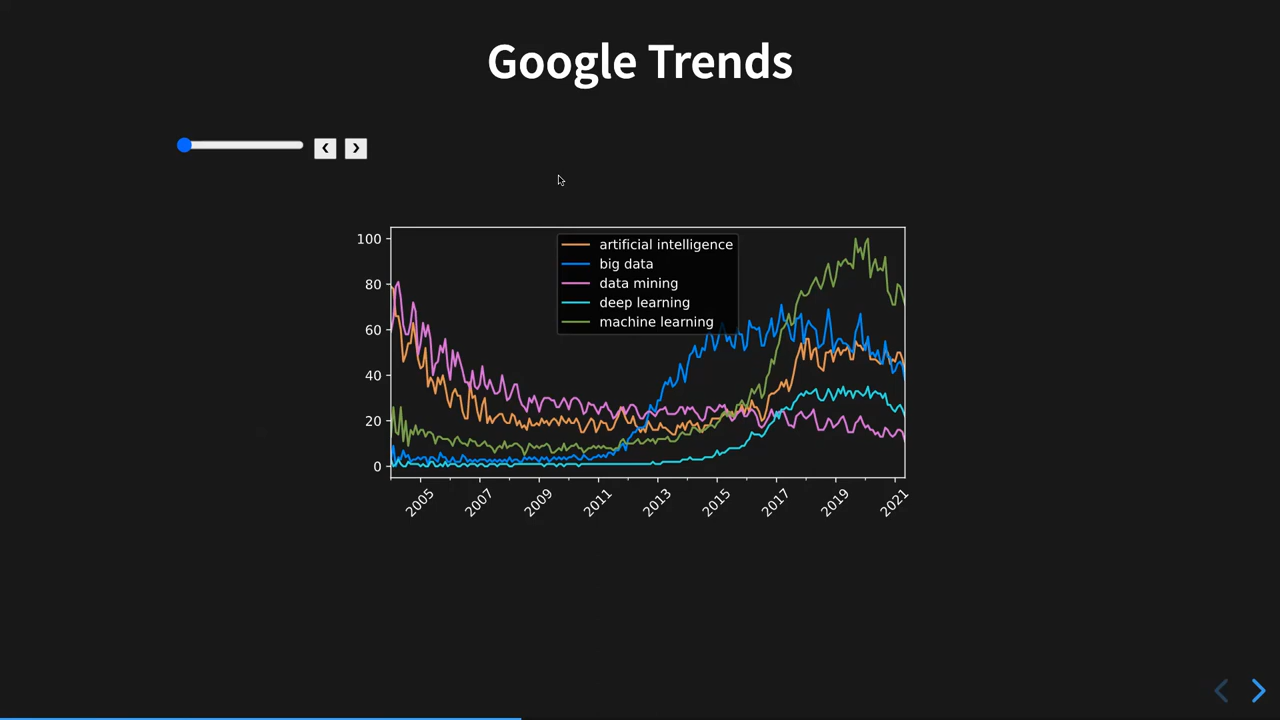 Google Trends
100
80
60
40
20
0
artificial intelligence
big data
data mining
deep learning
machine learning
2005
2007
2009
2011
2013
2015
2017
2019
2021